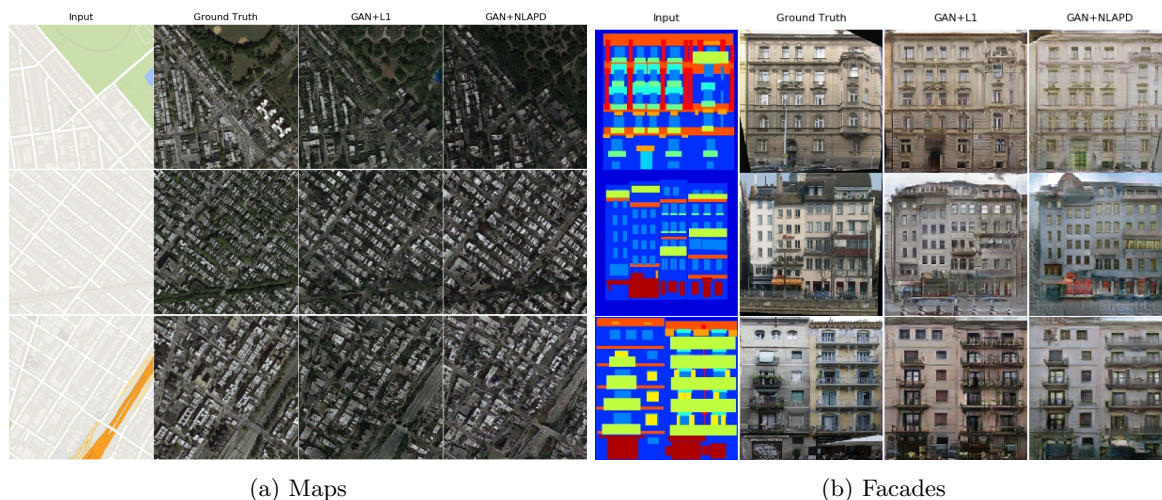 Input Ground Truth GAN+L1 GAN+NLAPD
Input Ground Truth GAN+L1 GAN+NLAPD
(a) Maps
(b) Facades